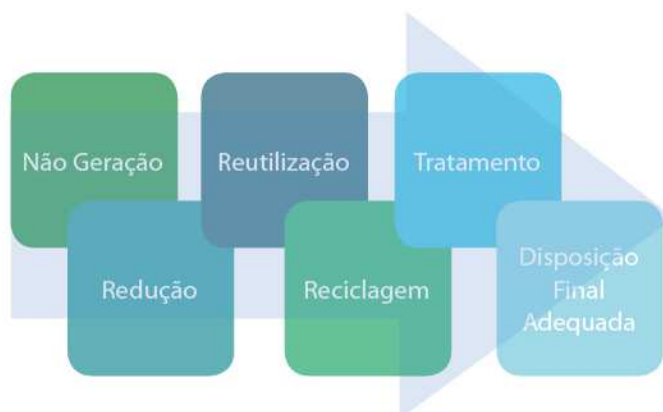 Não Geração
Redução
Reutilização
Reciclagem
Tratamento
Disposição
Final
Adequada